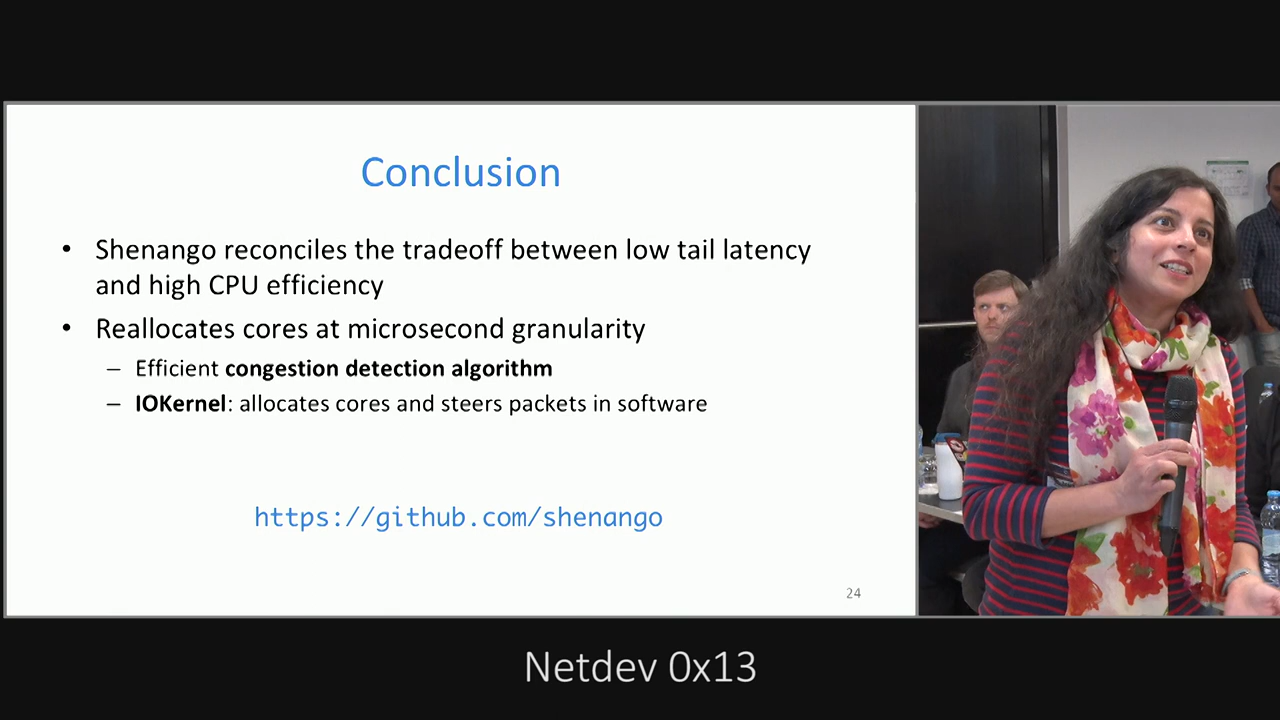 Conclusion
• Shenango reconciles the tradeoff between low tail latency
and high CPU efficiency
• Reallocates cores at microsecond granularity
– Efficient congestion detection algorithm
– IOKernel: allocates cores and steers packets in software
https://github.com/shenango
24
Netdev 0x13